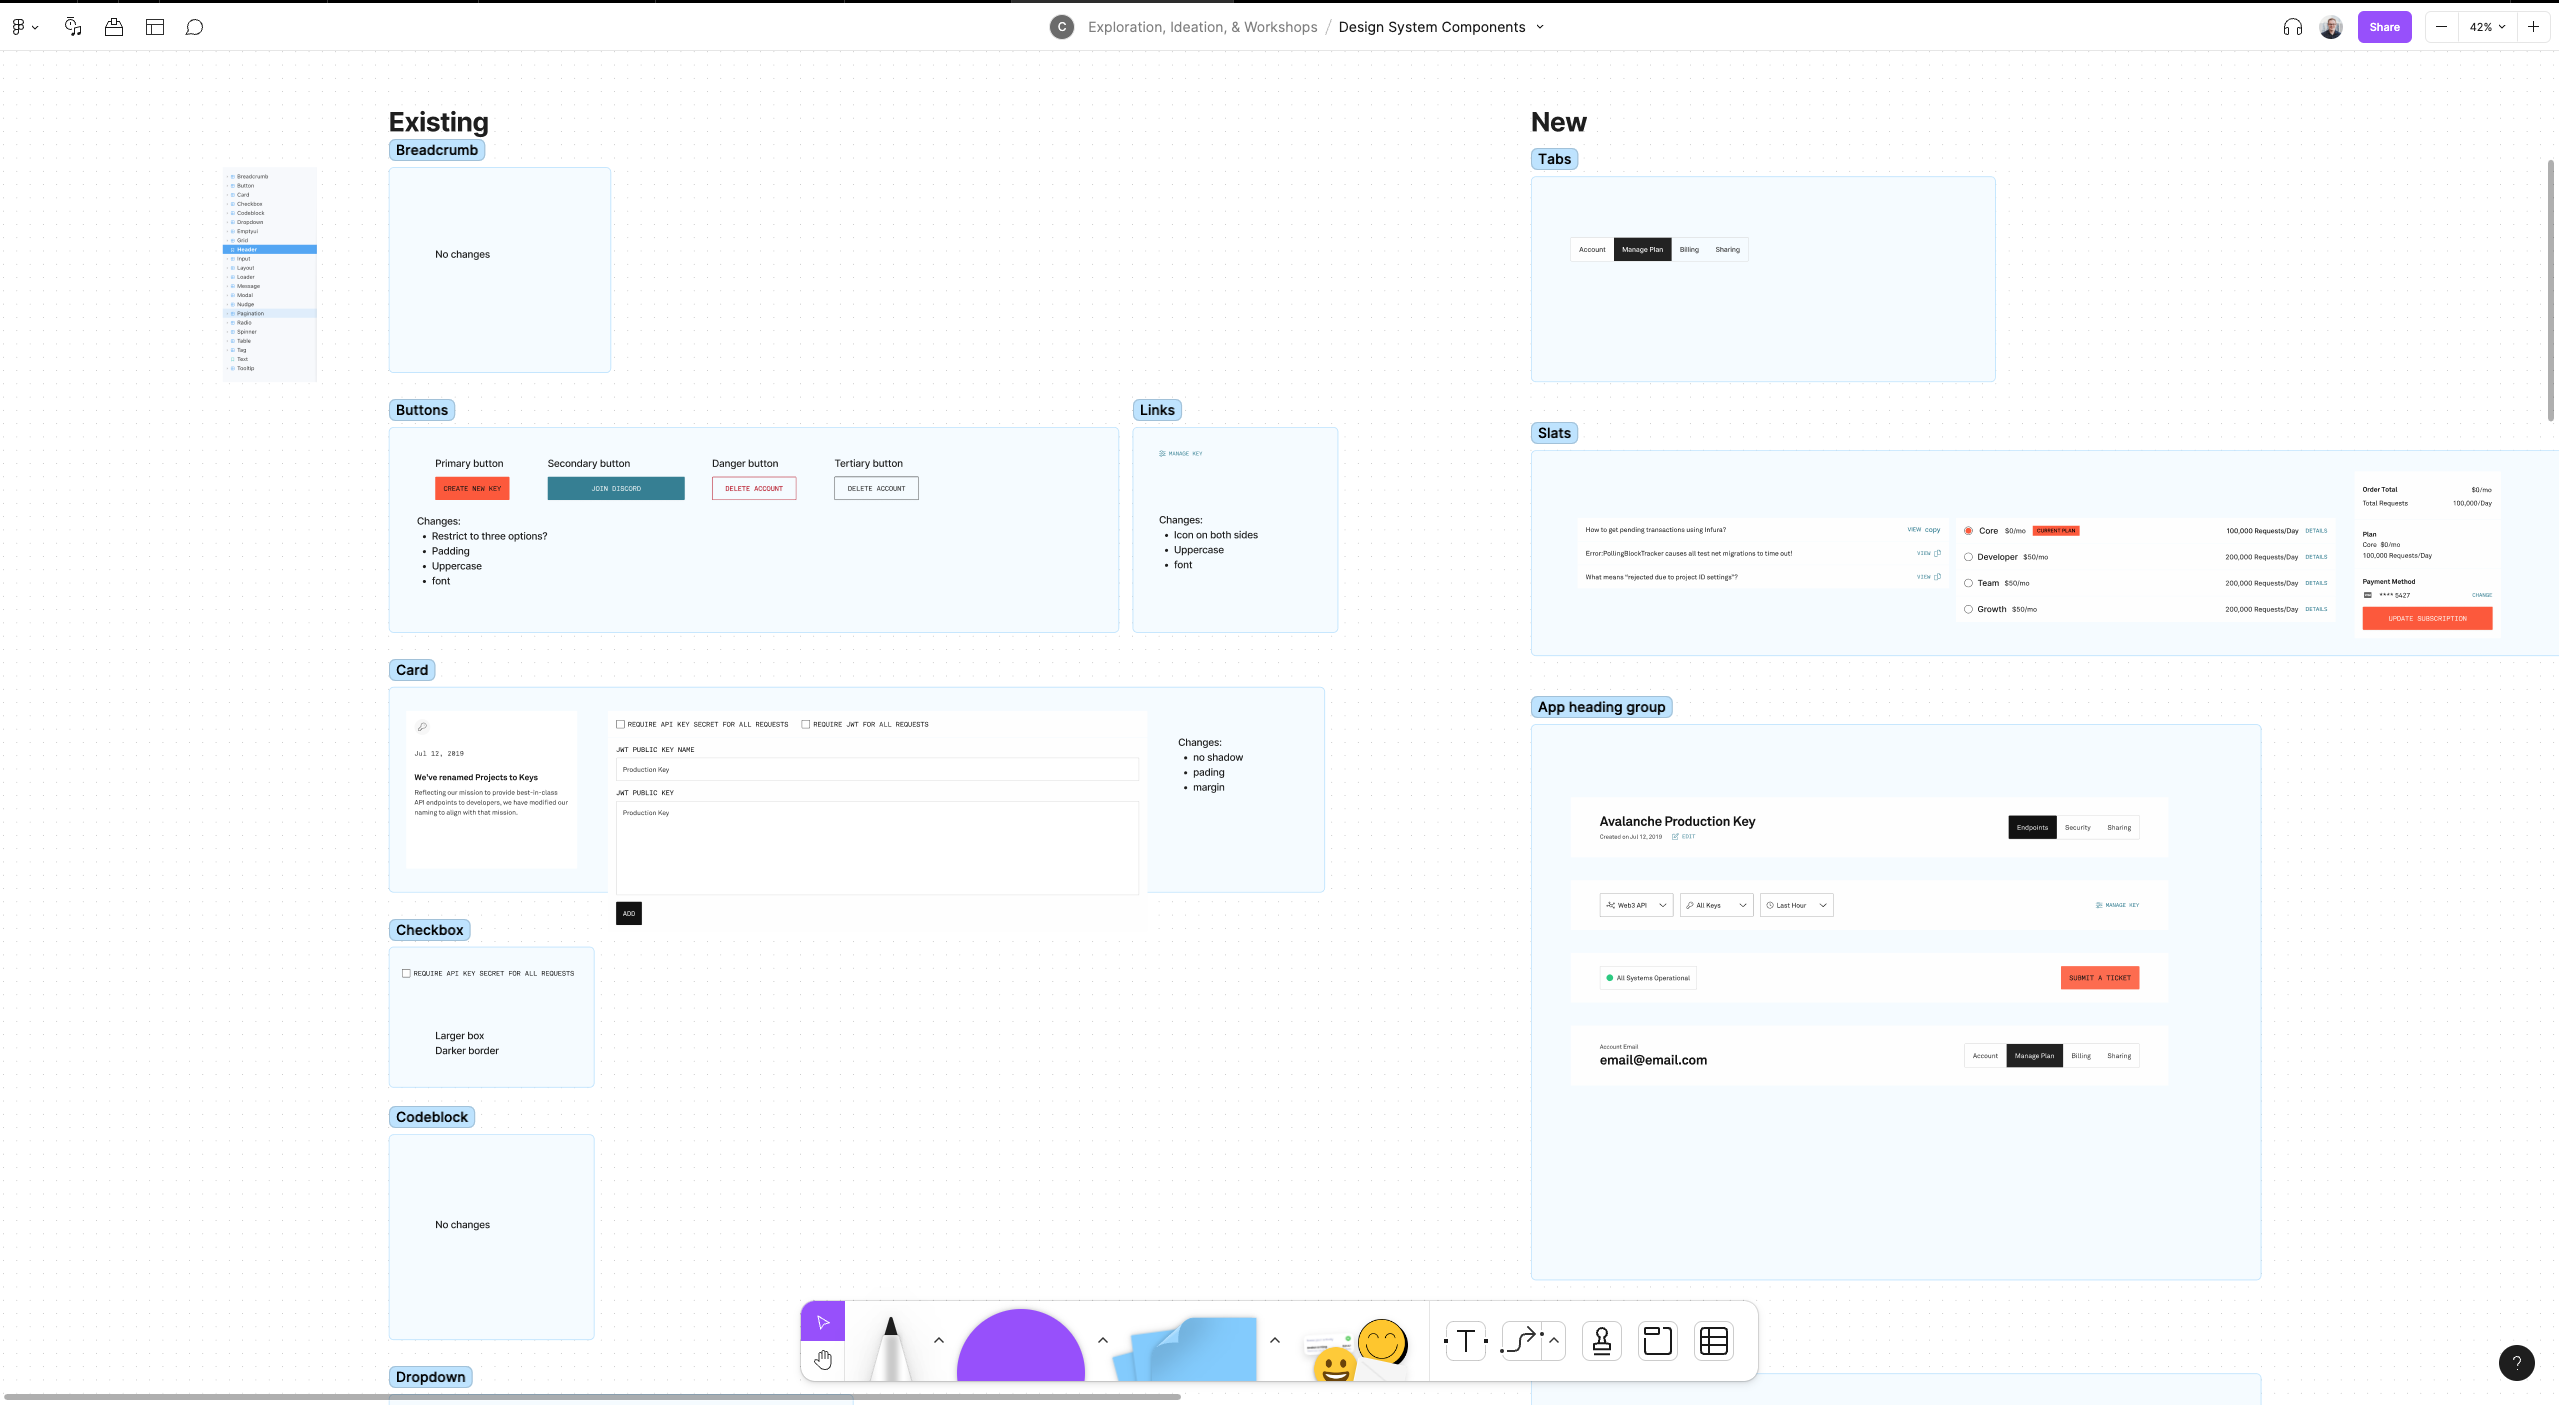 C Exploration, Ideation, & Workshops / Design System Components
Share
42%
Existing
Breadcrumb
Breadcrumb
Button
Card
Checkbox
Codeblock
Dropdown
Emptyui
Grid
Header
Input
Layout
Loader
Message
Modal
Nudge
Pagination
Radio
Spinner
Table
Tag
Text
Tooltip
No changes
Buttons
Primary button
Secondary button
Danger button
Tertiary button
CREATE NEW KEY
JOIN DISCORD
DELETE ACCOUNT
DELETE ACCOUNT
Changes:
• Restrict to three options?
• Padding
• Uppercase
• font
Links
MANAGE KEY
Changes:
• Icon on both sides
• Uppercase
• font
Card
Jul 12, 2019
We've renamed Projects to Keys
Reflecting our mission to provide best-in-class
API endpoints to developers, we have modified our
naming to align with that mission.
REQUIRE API KEY SECRET FOR ALL REQUESTS
REQUIRE JWT FOR ALL REQUESTS
JWT PUBLIC KEY NAME
Production Key
JWT PUBLIC KEY
Production Key
ADD
Changes:
• no shadow
• pading
• margin
Checkbox
REQUIRE API KEY SECRET FOR ALL REQUESTS
Larger box
Darker border
Codeblock
No changes
Dropdown
New
Tabs
Account
Manage Plan
Billing
Sharing
Slats
How to get pending transactions using Infura?
VIEW copy
Error:PollingBlockTracker causes all test net migrations to time out!
VIEW
What means "rejected due to project ID settings"?
VIEW
Core $0/mo CURRENT PLAN 100,000 Requests/Day DETAILS
Developer $50/mo 200,000 Requests/Day DETAILS
Team $50/mo 200,000 Requests/Day DETAILS
Growth $50/mo 200,000 Requests/Day DETAILS
Order Total $0/mo
Total Requests 100,000/Day
Plan
Core $0/mo
100,000 Requests/Day
Payment Method
**** 5427 CHANGE
UPDATE SUBSCRIPTION
App heading group
Avalanche Production Key
Created on Jul 12, 2019 EDIT
Endpoints
Security
Sharing
Web3 API
All Keys
Last Hour
MANAGE KEY
All Systems Operational
SUBMIT A TICKET
Account Email
email@email.com
Account
Manage Plan
Billing
Sharing
T
?